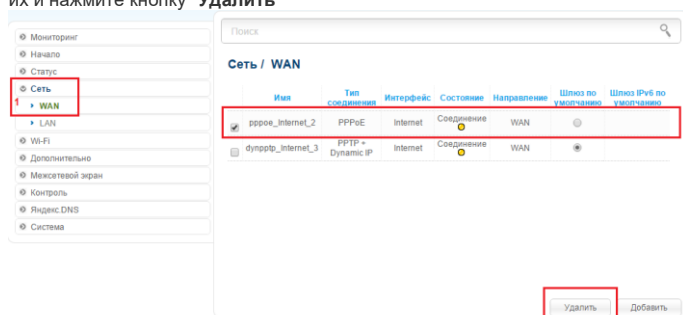 их и нажмите кнопку "Удалить"
Поиск
Мониторинг
Начало
Статус
Сеть
1
WAN
LAN
Wi-Fi
Дополнительно
Межсетевой экран
Контроль
Яндекс.DNS
Система
Сеть / WAN
Имя Тип соединения Интерфейс Состояние Направление Шлюз по умолчанию Шлюз IPv6 по умолчанию
pppoe_Internet_2 PPPoE Internet Соединение WAN
dynpptp_Internet_3 PPTP + Dynamic IP Internet Соединение WAN
Удалить Добавить